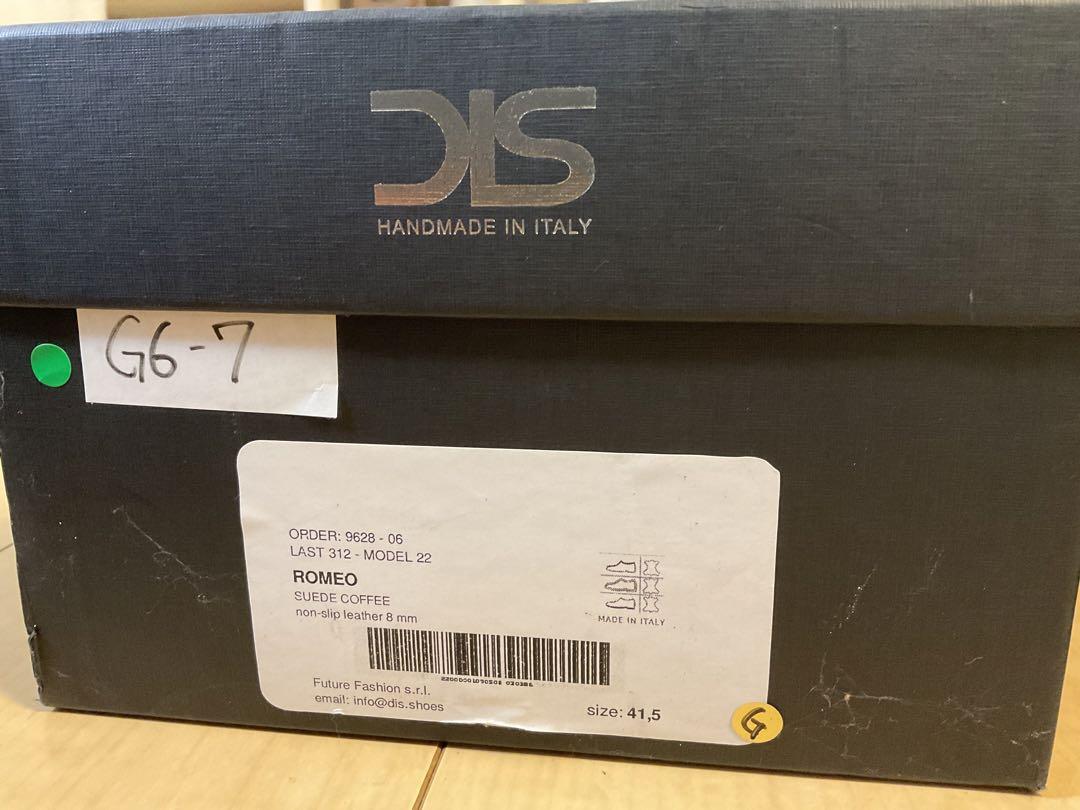 DIS
HANDMADE IN ITALY
G6-7
ORDER: 9628 - 06
LAST 312 - MODEL 22
ROMEO
SUEDE COFFEE
non-slip leather 8 mm
MADE IN ITALY
Future Fashion s.r.l.
email: info@dis.shoes
size: 41,5
G